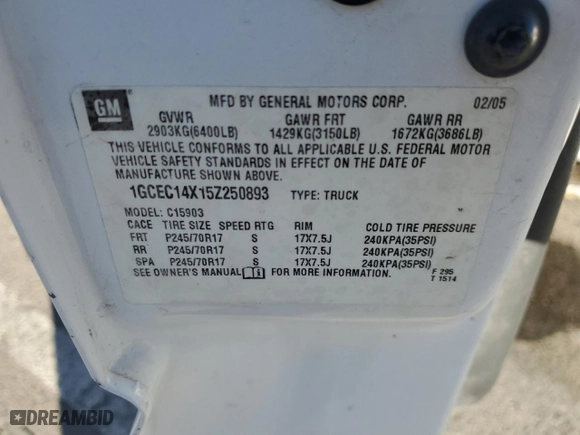 GM
MFD BY GENERAL MOTORS CORP. 02/05
GVWR GAWR FRT GAWR RR
2903KG(6400LB) 1429KG(3150LB) 1672KG(3686LB)
THIS VEHICLE CONFORMS TO ALL APPLICABLE U.S. FEDERAL MOTOR
VEHICLE SAFETY STANDARDS IN EFFECT ON THE DATE OF
MANUFACTURE SHOWN ABOVE.
1GCEC14X15Z250893 TYPE: TRUCK
MODEL: C15903
CACE TIRE SIZE SPEED RTG RIM COLD TIRE PRESSURE
FRT P245/70R17 S 17X7.5J 240KPA(35PSI)
RR P245/70R17 S 17X7.5J 240KPA(35PSI)
SPA P245/70R17 S 17X7.5J 240KPA(35PSI)
SEE OWNER'S MANUAL FOR MORE INFORMATION.
F 295
T 1514
DREAMBID